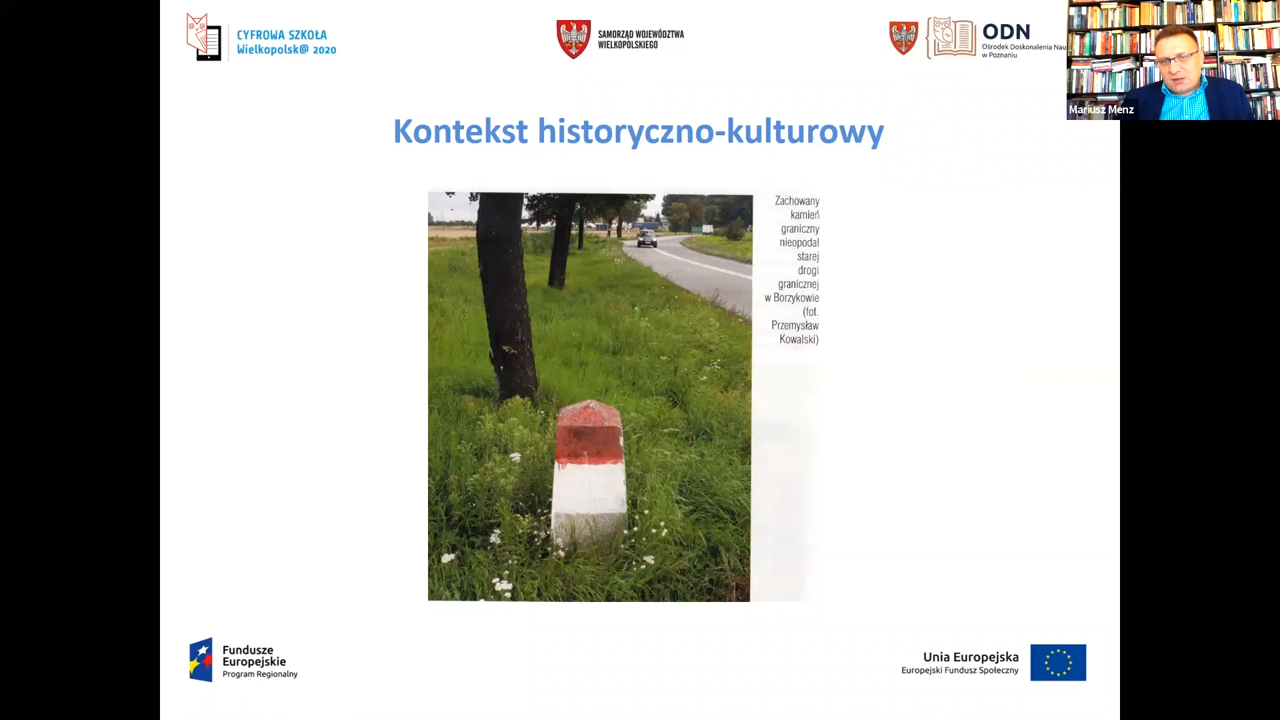 CYFROWA SZKOŁA
Wielkopolsk@ 2020
SAMORZĄD WOJEWÓDZTWA
WIELKOPOLSKIEGO
ODN
Ośrodek Doskonalenia Nau
w Poznaniu
Mariusz Menz
Kontekst historyczno-kulturowy
Zachowany
kamień
graniczny
nieopodal
starej
drogi
granicznej
w Borzykowie
(fot.
Przemysław
Kowalski)
Fundusze
Europejskie
Program Regionalny
Unia Europejska
Europejski Fundusz Społeczny